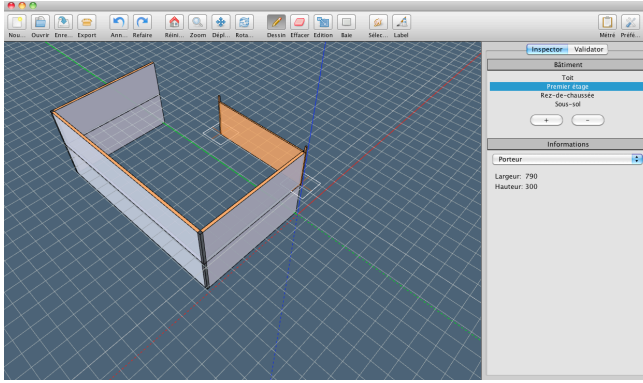 Nou... Ouvrir Enre... Export Ann... Refaire Réini... Zoom Dépl... Rota... Dessin Effacer Edition Baie Sélec... Label Métré Préfé...
Inspector Validator
Bâtiment
Toit
Premier étage
Rez-de-chaussée
Sous-sol
+ -
Informations
Porteur
Largeur: 790
Hauteur: 300